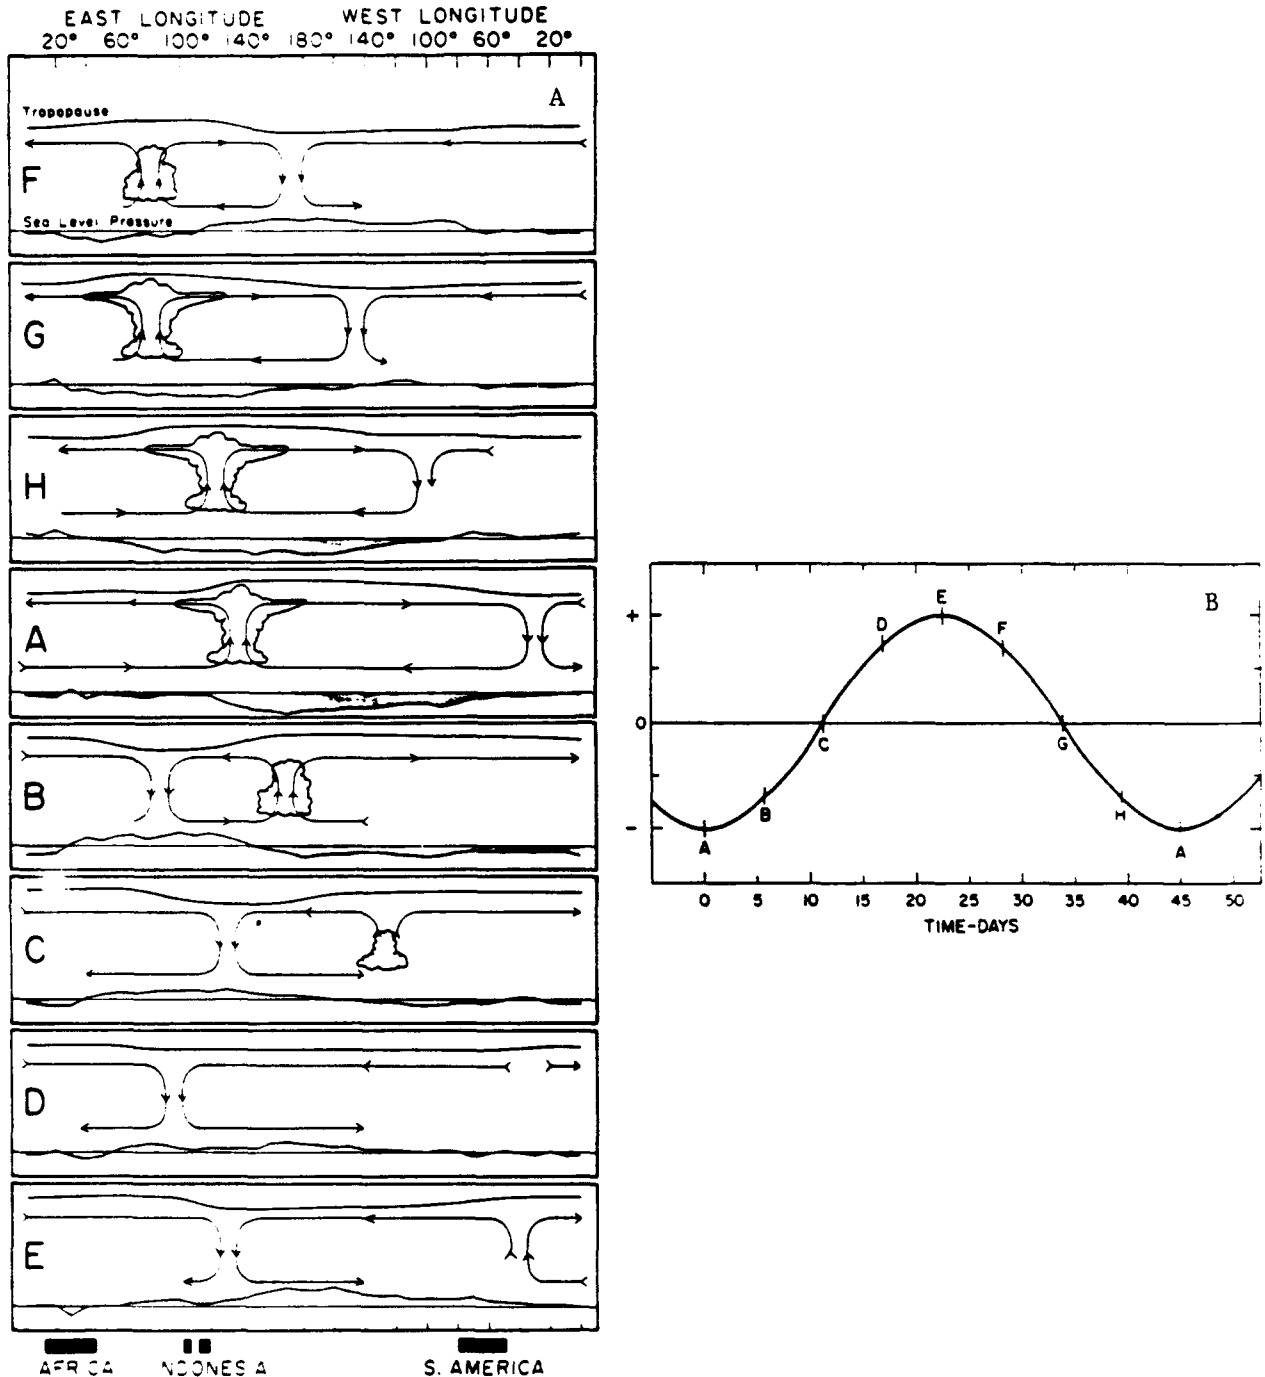 EAST LONGITUDE WEST LONGITUDE
20° 60° 100° 140° 180° 140° 100° 60° 20°
A
Tropopause
F
Sea Level Pressure
G
H
A
B
C
D
E
AFRICA INDONESIA S. AMERICA
B
E
+ D F
0 C G
B H
- A A
0 5 10 15 20 25 30 35 40 45 50
TIME-DAYS